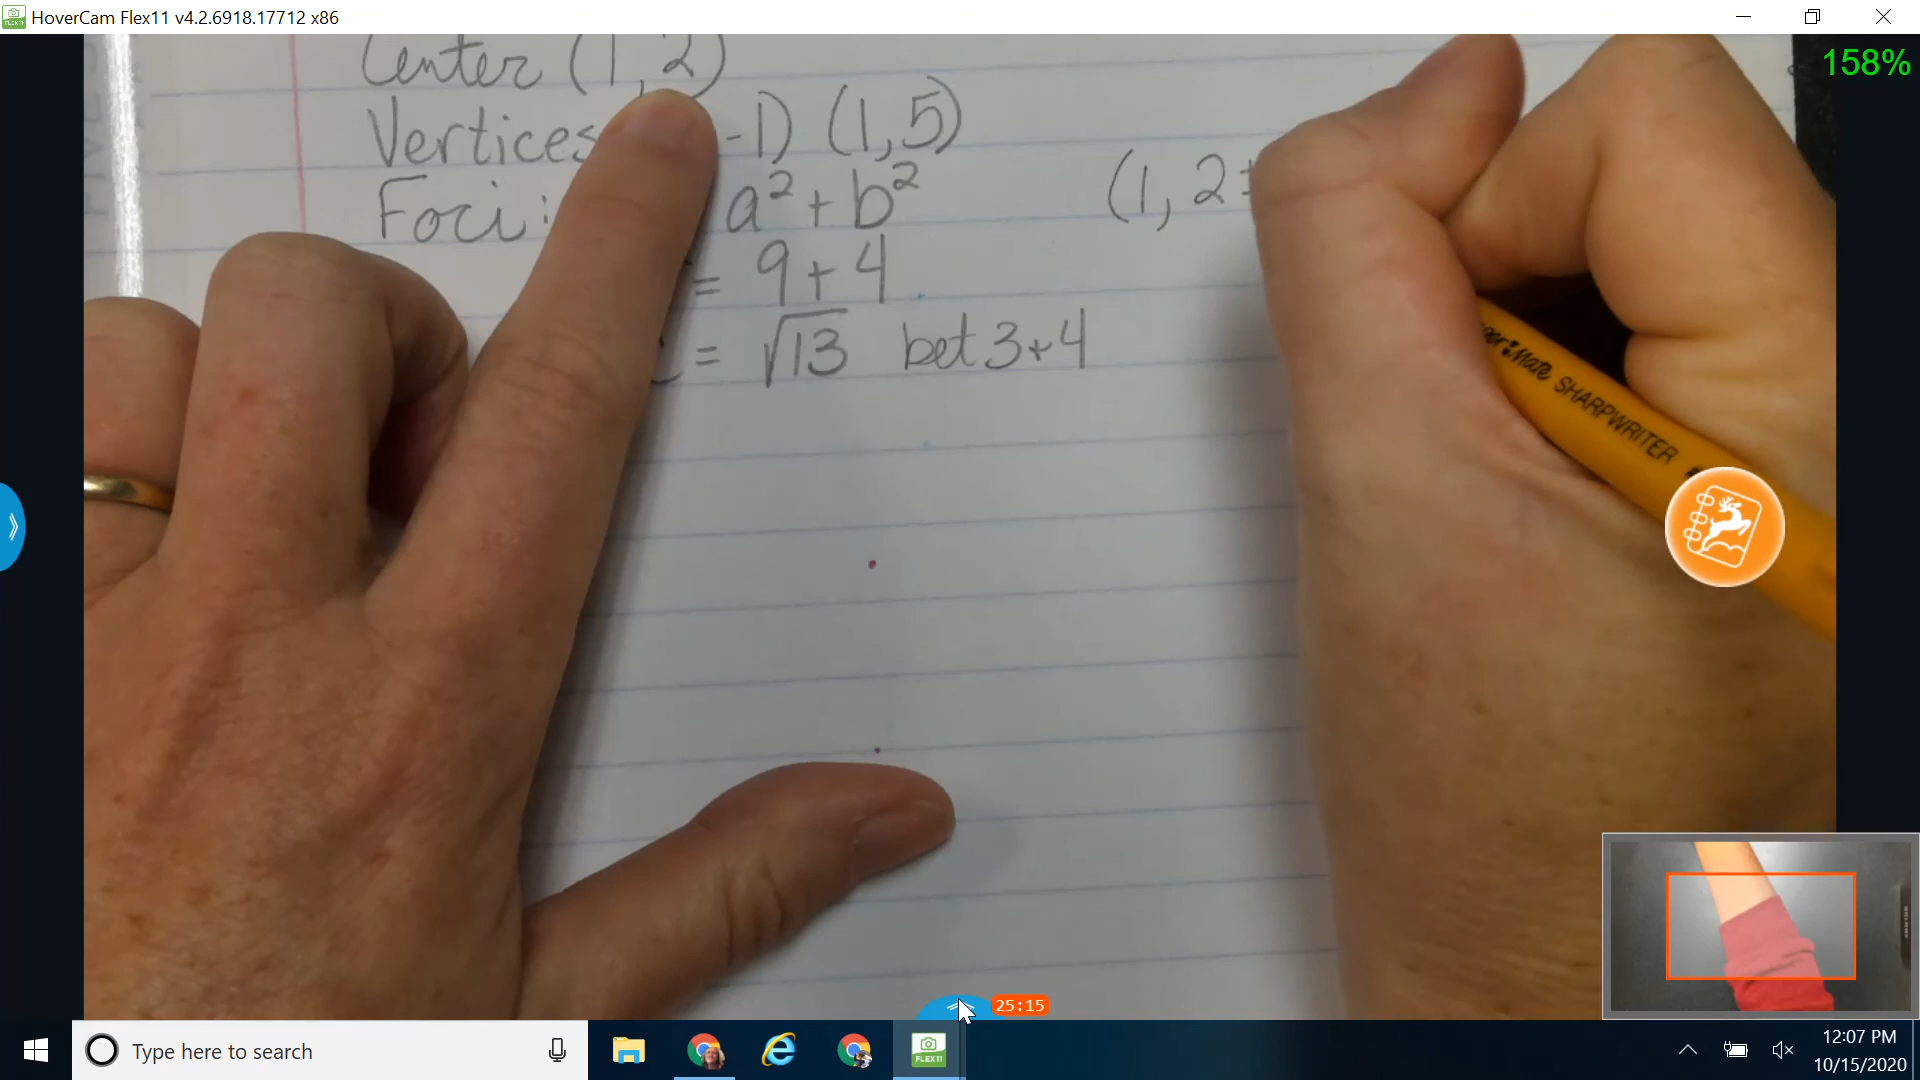 HoverCam Flex11 v4.2.6918.17712 x86
158%
Center (1, 2)
Vertices -1) (1,5)
Foci: a² + b² (1, 2
= 9 + 4
= √13 bet 3 + 4
Mate SHARPWRITER
25:15
Type here to search
FLEX11
12:07 PM
10/15/2020